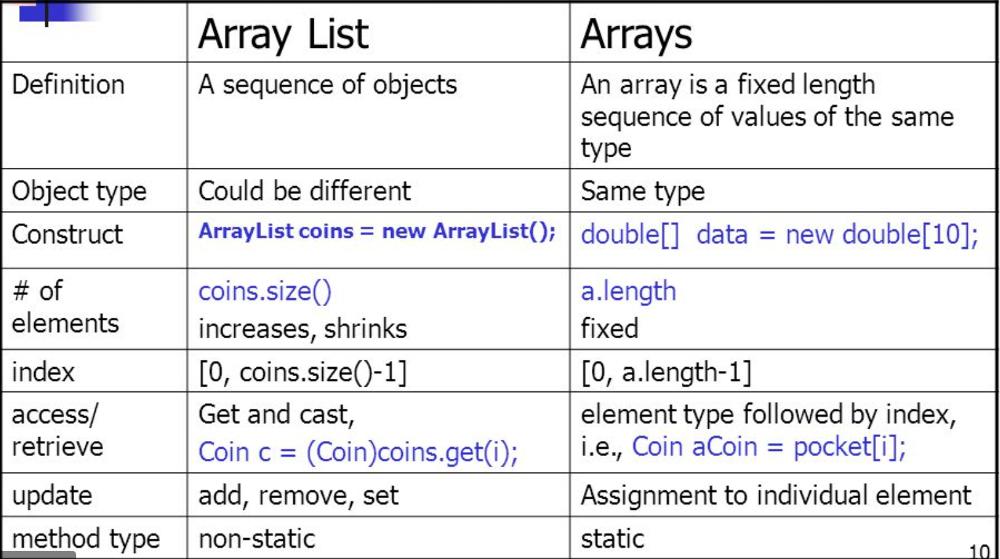 Array List
Arrays
Definition
A sequence of objects
An array is a fixed length
sequence of values of the same
type
Object type
Could be different
Same type
Construct
ArrayList coins = new ArrayList();
double[]  data = new double[10];
# of
elements
coins.size()
increases, shrinks
a.length
fixed
index
[0, coins.size()-1]
[0, a.length-1]
access/
retrieve
Get and cast,
Coin c = (Coin)coins.get(i);
element type followed by index,
i.e., Coin aCoin = pocket[i];
update
add, remove, set
Assignment to individual element
method type
non-static
static
10